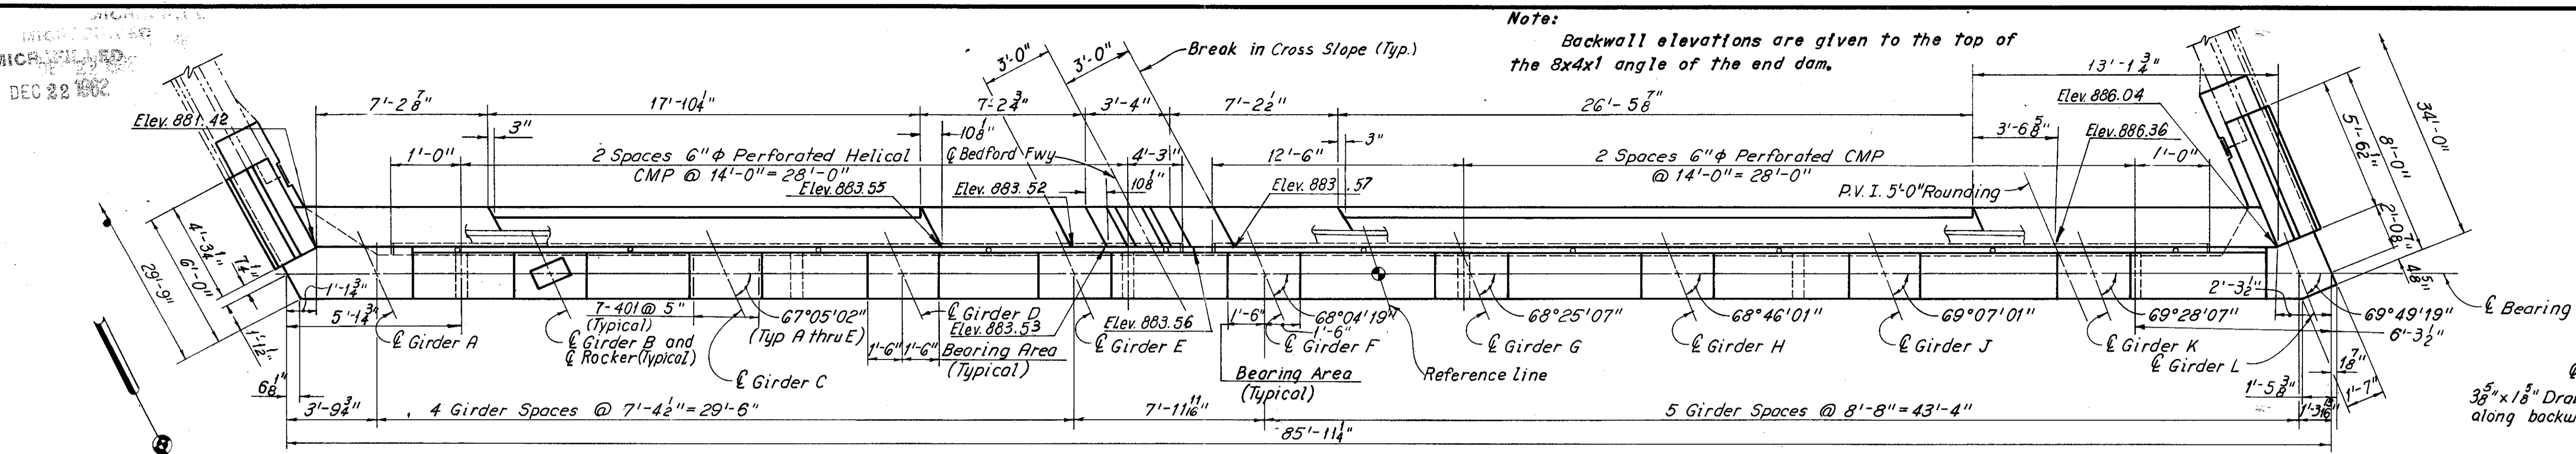 MICROFILMED
DEC 22 1982
Note:
Backwall elevations are given to the top of
the 8x4x1 angle of the end dam.
Break in Cross Slope (Typ.)
3'-0"
3'-0"
13'-1 3/4"
7'-2 7/8"
17'-10 1/4"
7'-2 3/4"
3'-4"
7'-2 1/2"
26'-5 7/8"
Elev. 881.42
Elev. 886.04
3"
10 1/8"
3"
3'-6 5/8"
Elev. 886.36
5'-6 1/2"
8'-0"
34'-0"
1'-0"
2 Spaces 6"φ Perforated Helical
CMP @ 14'-0"= 28'-0"
℄ Bedford Fwy
4'-3"
12'-6"
2 Spaces 6"φ Perforated CMP
@ 14'-0"= 28'-0"
1'-0"
Elev. 883.55
Elev. 883.52
10 1/8"
Elev. 883.57
P.V.I. 5'-0" Rounding
2'-0 7/8"
4'-3 1/4"
7 1/4"
6'-0"
29'-9"
4 5/8"
1'-1 3/4"
5'-1 3/4"
7-401 @ 5"
(Typical)
67°05'02"
(Typ A thru E)
℄ Girder A
℄ Girder B and
℄ Rocker (Typical)
℄ Girder C
1'-6"
1'-6"
℄ Girder D
Elev. 883.53
Bearing Area
(Typical)
℄ Girder E
Elev. 883.56
1'-6"
1'-6"
68°04'19"
℄ Girder F
Bearing Area
(Typical)
Reference line
68°25'07"
℄ Girder G
68°46'01"
℄ Girder H
69°07'01"
℄ Girder J
69°28'07"
℄ Girder K
℄ Girder L
2'-3 1/2"
69°49'19"
6'-3 1/2"
℄ Bearing
1'-1 1/2"
6 1/8"
3'-9 3/4"
4 Girder Spaces @ 7'-4 1/2"=29'-6"
7'-11 11/16"
5 Girder Spaces @ 8'-8"=43'-4"
1'-5 3/8"
1 7/8"
1'-7"
85'-11 1/4"
℄
3 5/8"x1 5/8" Drai
along backw